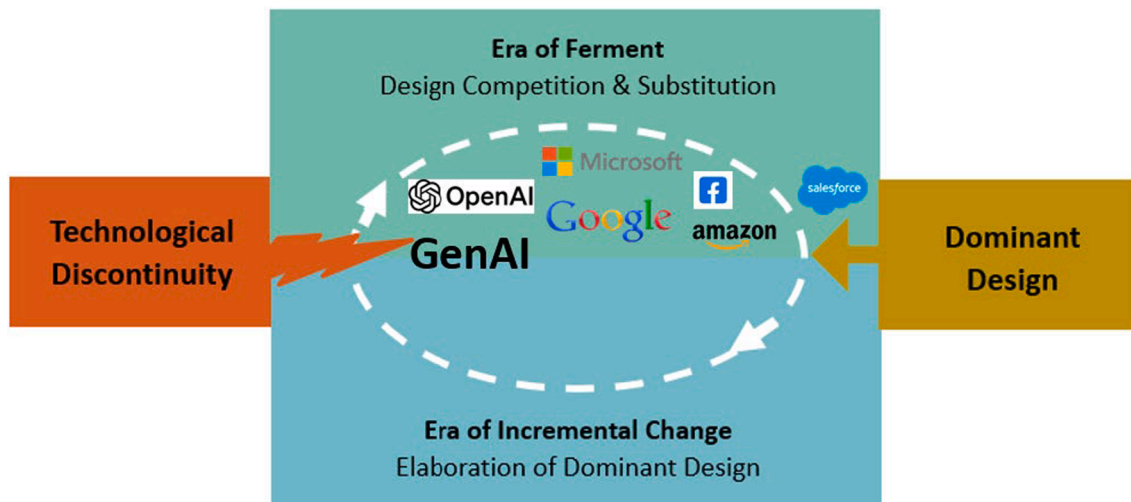 Era of Ferment
Design Competition & Substitution
Microsoft
salesforce
OpenAI
Google
amazon
GenAI
Technological
Discontinuity
Dominant
Design
Era of Incremental Change
Elaboration of Dominant Design